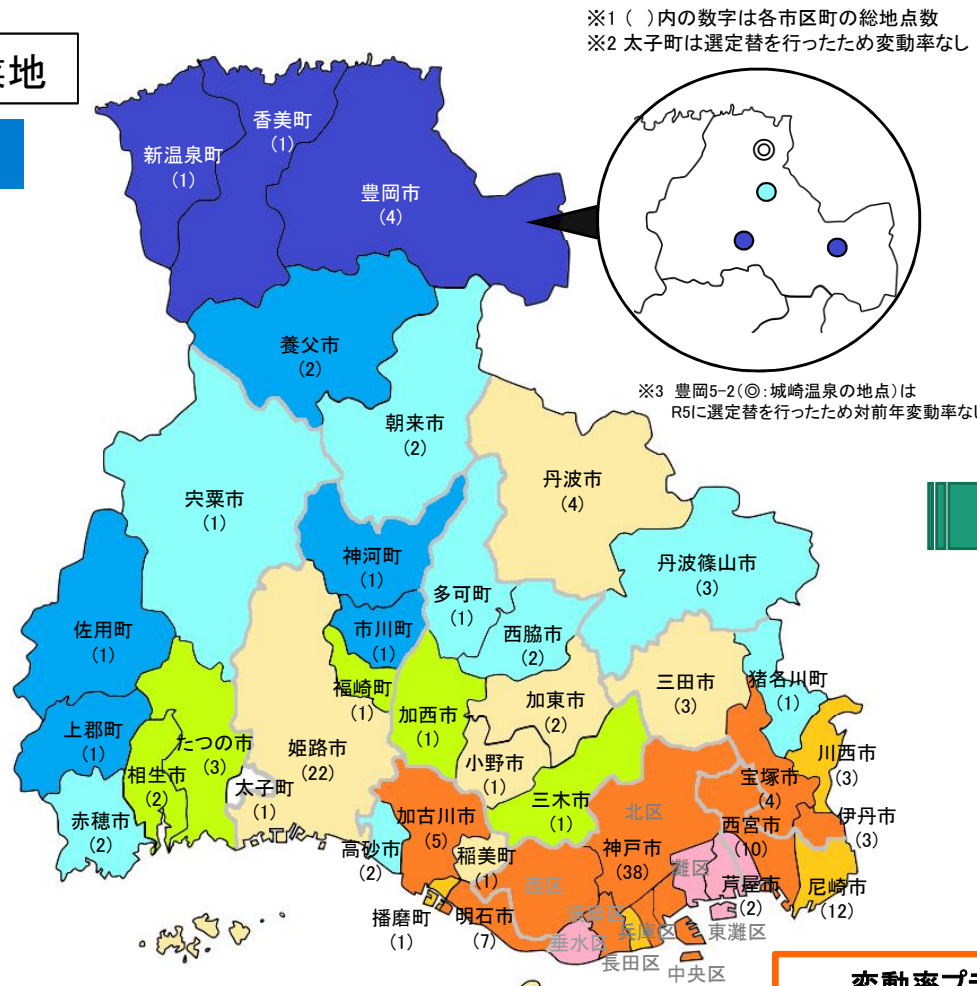 ※1 ( )内の数字は各市区町の総地点数
※2 太子町は選定替を行ったため変動率なし
業地
香美町
(1)
新温泉町
(1)
豊岡市
(4)
※3 豊岡5-2(◎:城崎温泉の地点)は
R5に選定替を行ったため対前年変動率なし
養父市
(2)
朝来市
(2)
丹波市
(4)
宍粟市
(1)
神河町
(1)
丹波篠山市
(3)
多可町
(1)
佐用町
(1)
市川町
(1)
西脇市
(2)
福崎町
(1)
加西市
(1)
加東市
(2)
三田市
(3)
猪名川町
(1)
上郡町
(1)
たつの市
(3)
相生市
(2)
姫路市
(22)
小野市
(1)
川西市
(3)
太子町
(1)
三木市
(1)
宝塚市
(4)
赤穂市
(2)
加古川市
(5)
北区
伊丹市
(3)
高砂市
(2)
稲美町
(1)
神戸市
(38)
西宮市
(10)
灘区
芦屋市
(2)
尼崎市
(12)
西区
播磨町
(1)
明石市
(7)
須磨区
兵庫区
東灘区
垂水区
長田区
中央区